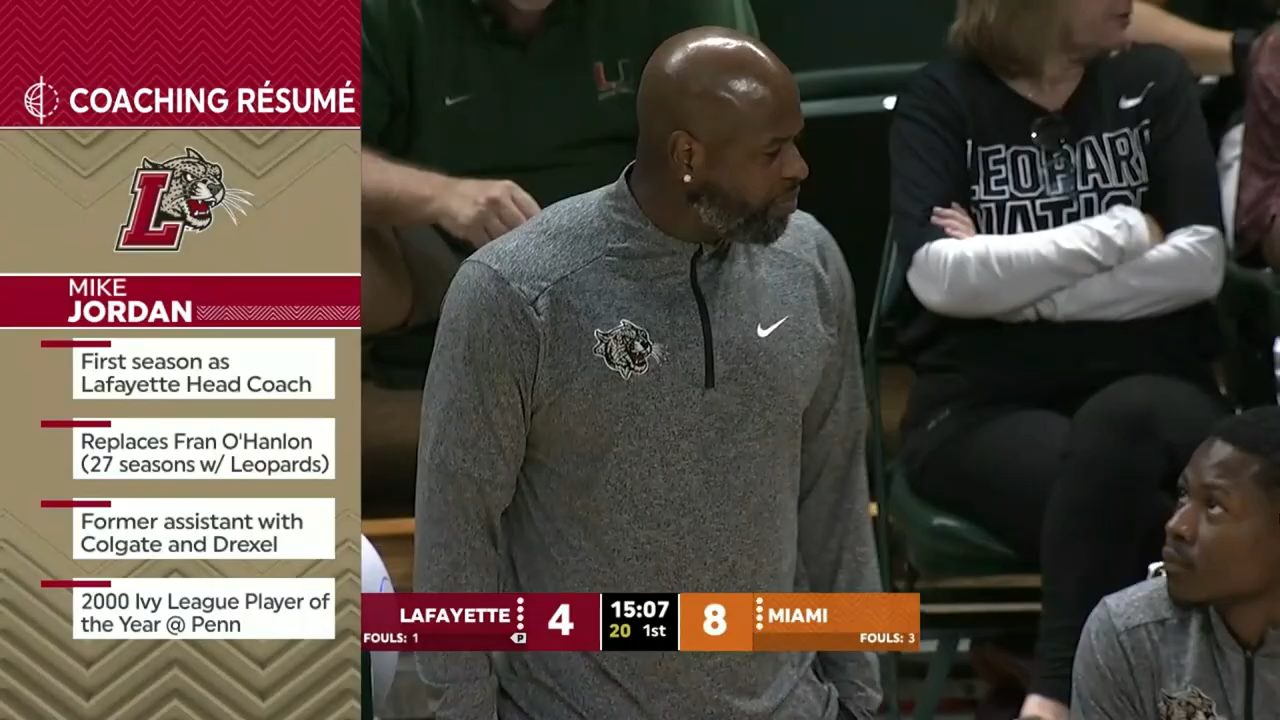 COACHING RÉSUMÉ
L
MIKE
JORDAN
First season as
Lafayette Head Coach
Replaces Fran O'Hanlon
(27 seasons w/ Leopards)
Former assistant with
Colgate and Drexel
2000 Ivy League Player of
the Year @ Penn
U
LEOPARD
NATION
LAFAYETTE 4 15:07 8 MIAMI
FOULS: 1 P 20 1st FOULS: 3